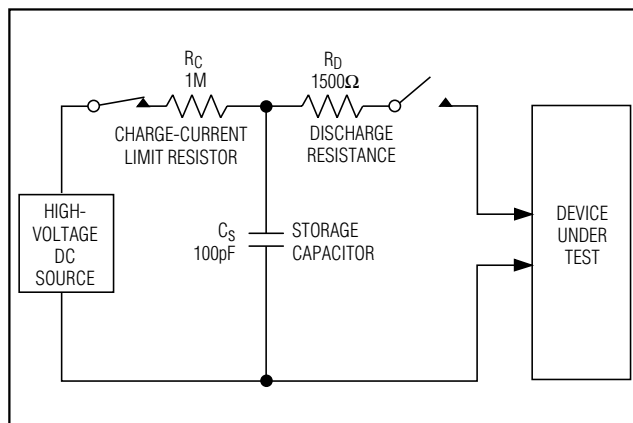 R_C
1M
CHARGE-CURRENT
LIMIT RESISTOR
R_D
1500Ω
DISCHARGE
RESISTANCE
HIGH-
VOLTAGE
DC
SOURCE
C_S
100pF
STORAGE
CAPACITOR
DEVICE
UNDER
TEST